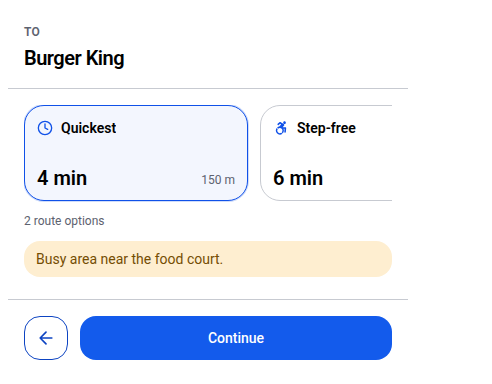 TO
Burger King
Quickest
4 min
150 m
Step-free
6 min
2 route options
Busy area near the food court.
Continue